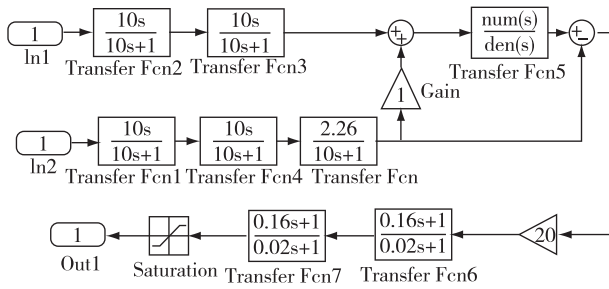 1
ln1
10s
10s+1
Transfer Fcn2
10s
10s+1
Transfer Fcn3
++
1
Gain
num(s)
den(s)
Transfer Fcn5
+-
1
ln2
10s
10s+1
Transfer Fcn1
10s
10s+1
Transfer Fcn4
2.26
10s+1
Transfer Fcn
1
Out1
Saturation
0.16s+1
0.02s+1
Transfer Fcn7
0.16s+1
0.02s+1
Transfer Fcn6
20